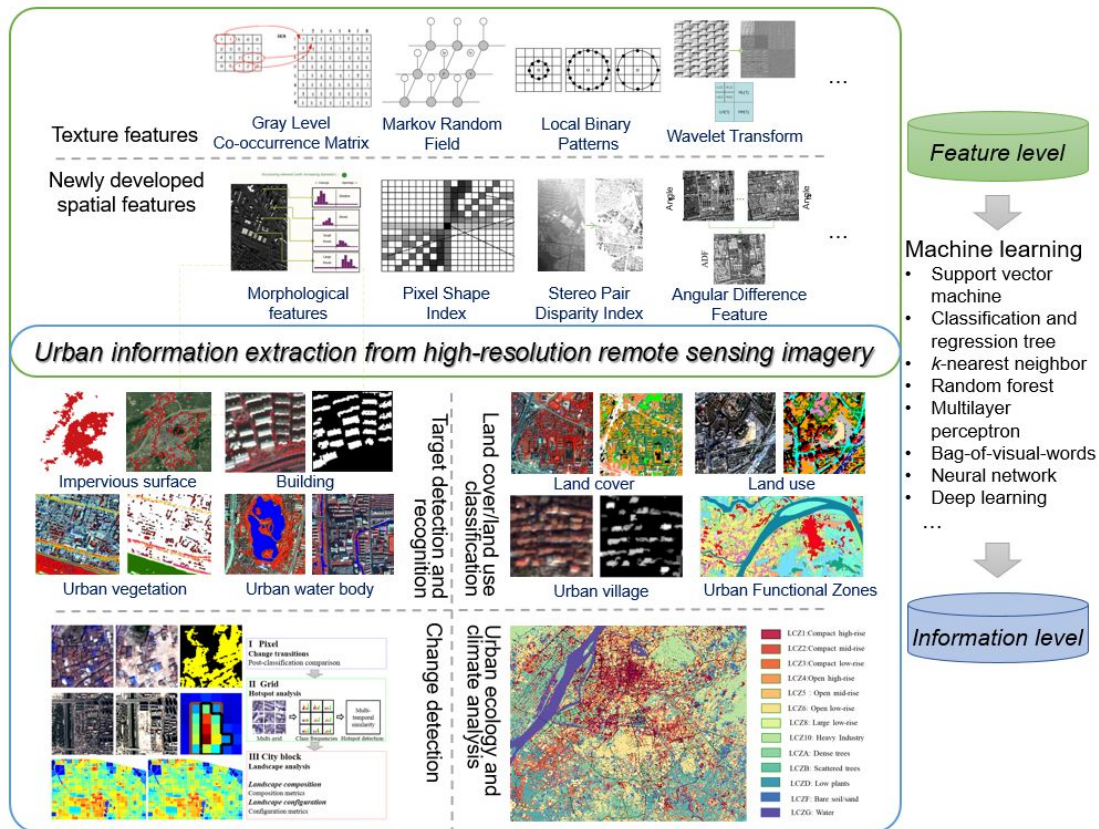 Texture features
Gray Level
Co-occurrence Matrix
Markov Random
Field
Local Binary
Patterns
Wavelet Transform
...
Newly developed
spatial features
Morphological
features
Pixel Shape
Index
Stereo Pair
Disparity Index
Angle
...
Angle
ADF
Angular Difference
Feature
...
Urban information extraction from high-resolution remote sensing imagery
Impervious surface
Building
Urban vegetation
Urban water body
Target detection and
recognition
Land cover/land use
classification
Land cover
Land use
Urban village
Urban Functional Zones
Change detection
I Pixel
Change transitions
Post-classification comparison
II Grid
Hotspot analysis
Multi-grid
Class frequencies
Multi-
temporal
similarity
Hotspot detection
III City block
Landscape analysis
Landscape composition
Composition metrics
Landscape configuration
Configuration metrics
Urban ecology, and
climate analysis
LCZ1:Compact high-rise
LCZ2:Compact mid-rise
LCZ3:Compact low-rise
LCZ4:Open high-rise
LCZ5 : Open mid-rise
LCZ6: Open low-rise
LCZ8: Large low-rise
LCZ10: Heavy Industry
LCZA: Dense trees
LCZB: Scattered trees
LCZD: Low plants
LCZF: Bare soil/sand
LCZG: Water
Feature level
Machine learning
• Support vector
machine
• Classification and
regression tree
• k-nearest neighbor
• Random forest
• Multilayer
perceptron
• Bag-of-visual-words
• Neural network
• Deep learning
...
Information level